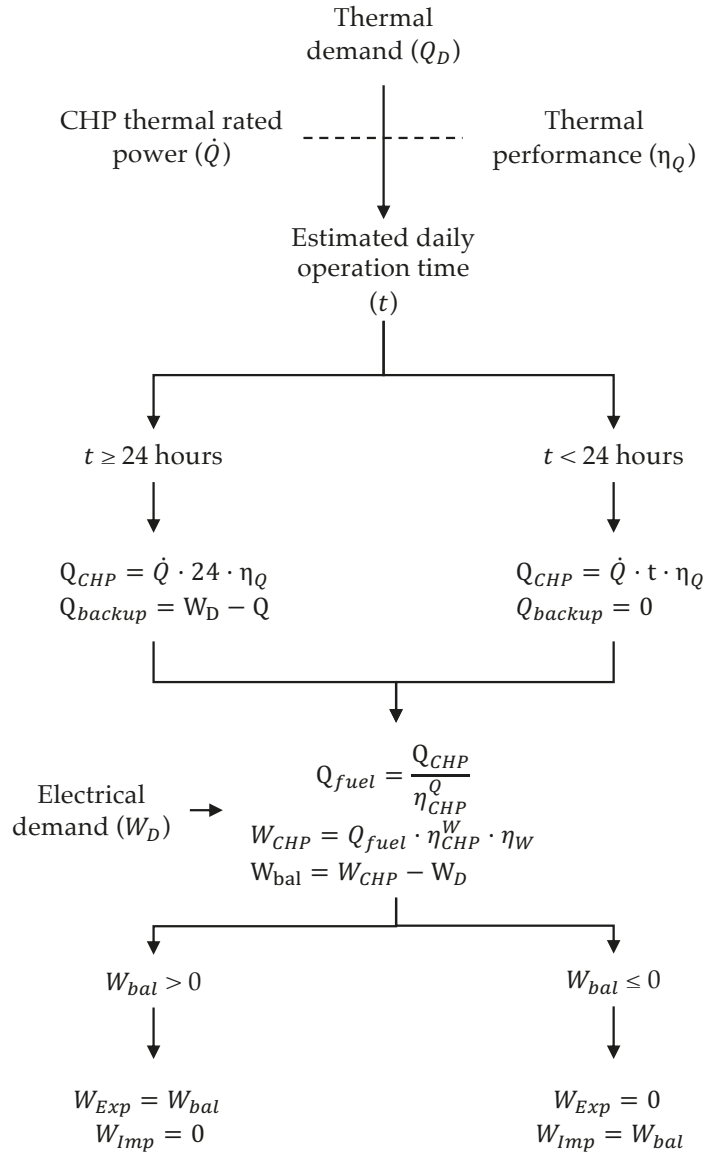 Thermal
demand (Q_D)
CHP thermal rated
power (Q̇)
Thermal
performance (η_Q)
Estimated daily
operation time
(t)
t ≥ 24 hours
t < 24 hours
Q_CHP = Q̇ · 24 · η_Q
Q_backup = W_D − Q
Q_CHP = Q̇ · t · η_Q
Q_backup = 0
Electrical
demand (W_D)
Q_fuel = Q_CHP / η_CHP^Q
W_CHP = Q_fuel · η_CHP^W · η_W
W_bal = W_CHP − W_D
W_bal > 0
W_bal ≤ 0
W_Exp = W_bal
W_Imp = 0
W_Exp = 0
W_Imp = W_bal